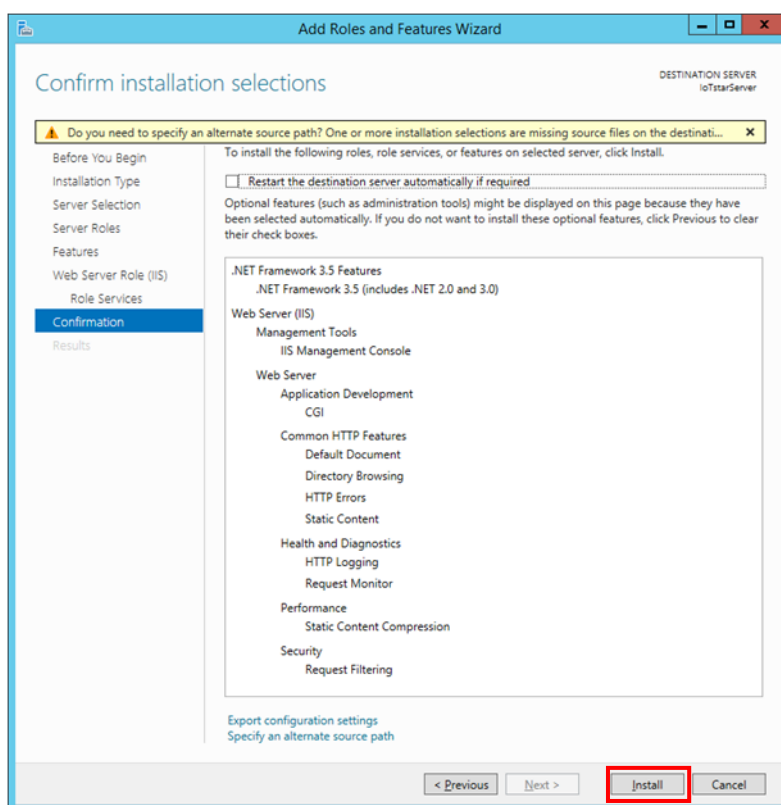 Add Roles and Features Wizard
Confirm installation selections
DESTINATION SERVER
IoTstarServer
Do you need to specify an alternate source path? One or more installation selections are missing source files on the destinati...
Before You Begin
Installation Type
Server Selection
Server Roles
Features
Web Server Role (IIS)
Role Services
Confirmation
Results
To install the following roles, role services, or features on selected server, click Install.
Restart the destination server automatically if required
Optional features (such as administration tools) might be displayed on this page because they have
been selected automatically. If you do not want to install these optional features, click Previous to clear
their check boxes.
.NET Framework 3.5 Features
.NET Framework 3.5 (includes .NET 2.0 and 3.0)
Web Server (IIS)
Management Tools
IIS Management Console
Web Server
Application Development
CGI
Common HTTP Features
Default Document
Directory Browsing
HTTP Errors
Static Content
Health and Diagnostics
HTTP Logging
Request Monitor
Performance
Static Content Compression
Security
Request Filtering
Export configuration settings
Specify an alternate source path
< Previous
Next >
Install
Cancel